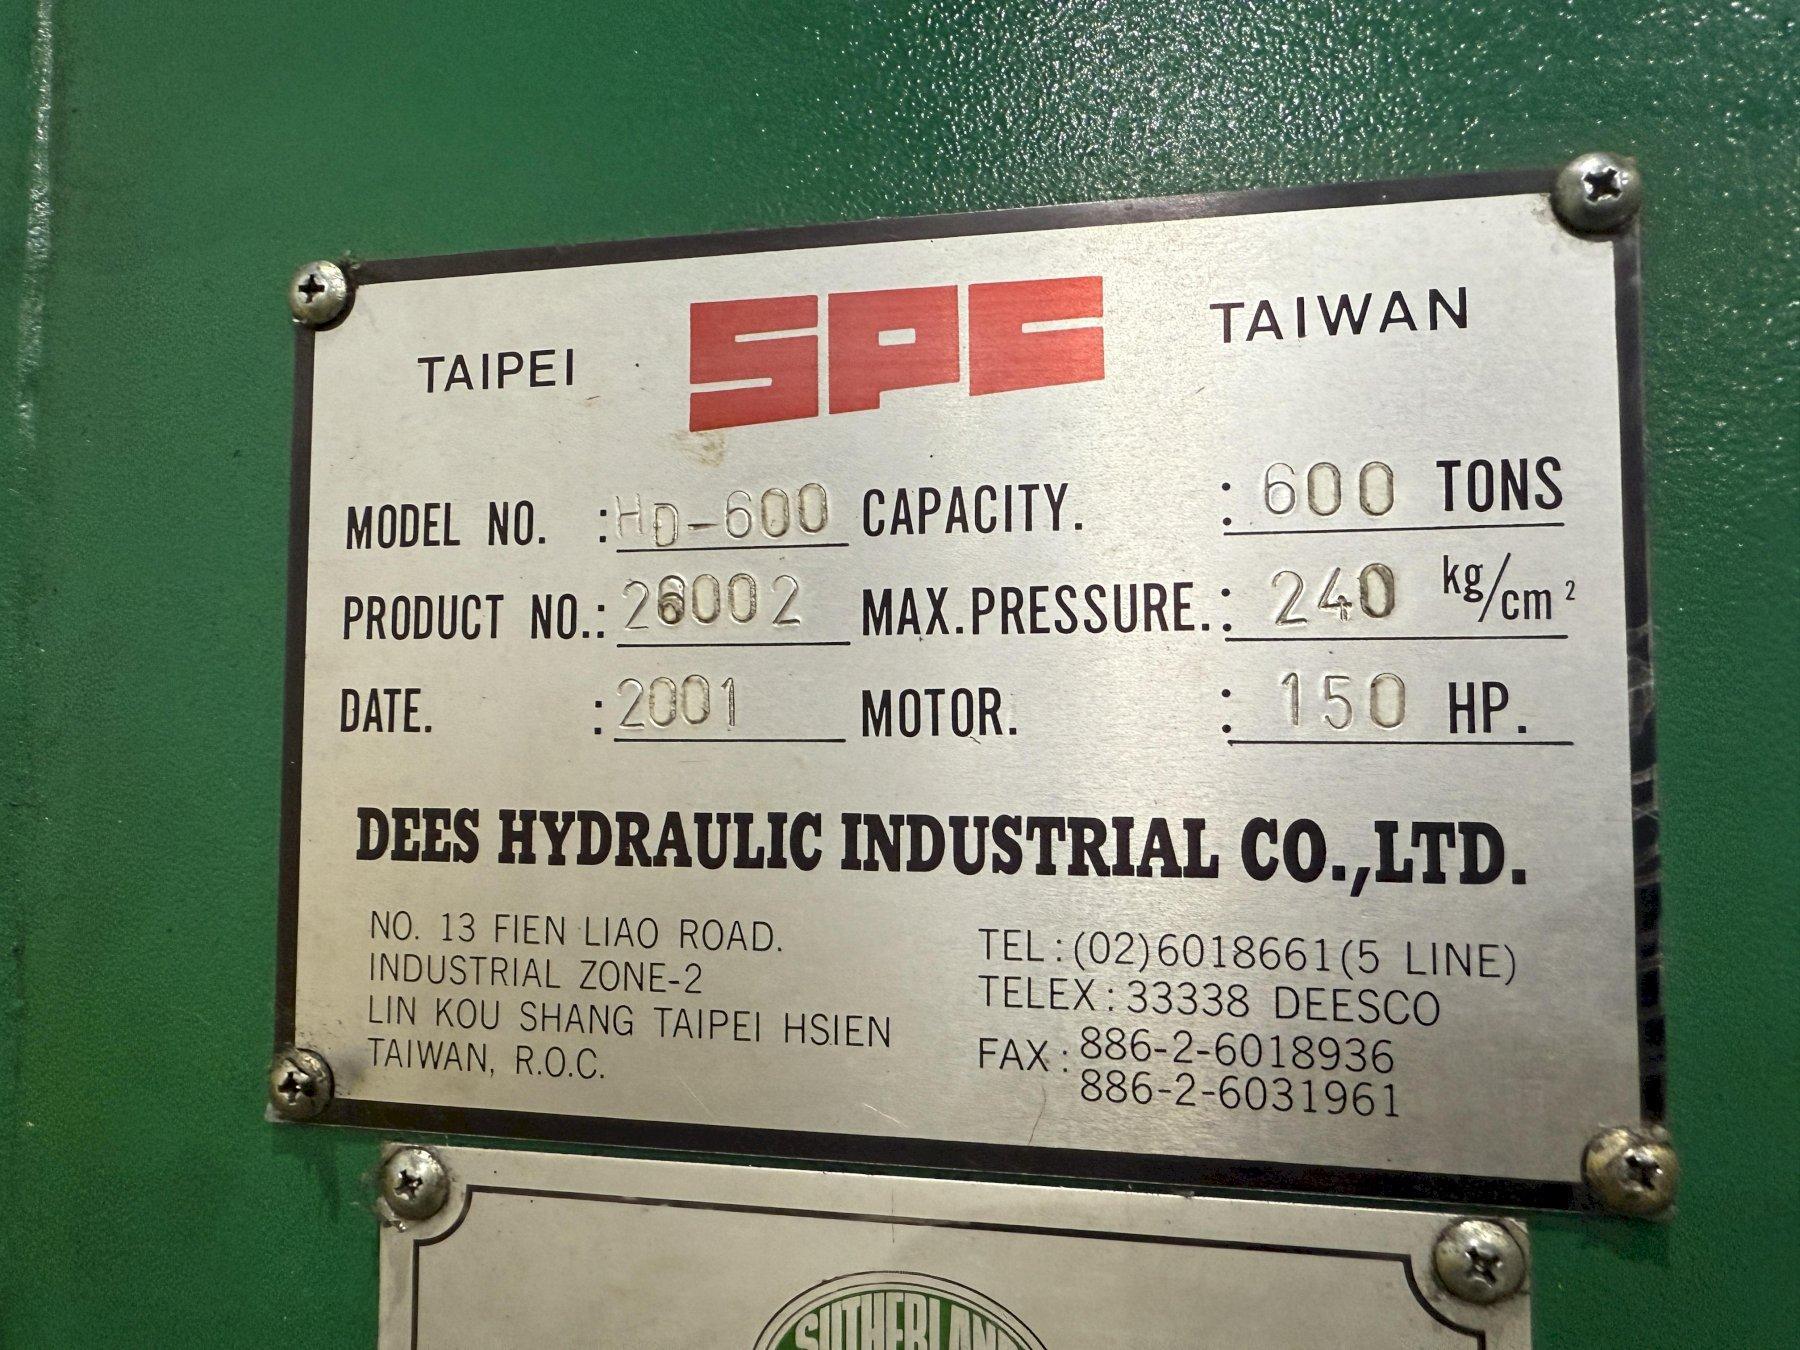 TAIPEI SPC TAIWAN
MODEL NO. :HD-600 CAPACITY. : 600 TONS
PRODUCT NO.: MAX.PRESSURE.: 240 kg/cm²
DATE. :2001 MOTOR. : 150 HP.
DEES HYDRAULIC INDUSTRIAL CO.,LTD.
NO. 13 FIEN LIAO ROAD.
INDUSTRIAL ZONE-2
LIN KOU SHANG TAIPEI HSIEN
TAIWAN, R.O.C.
TEL:(02)6018661(5 LINE)
TELEX:33338 DEESCO
FAX:886-2-6018936
886-2-6031961
SUTHERLAND